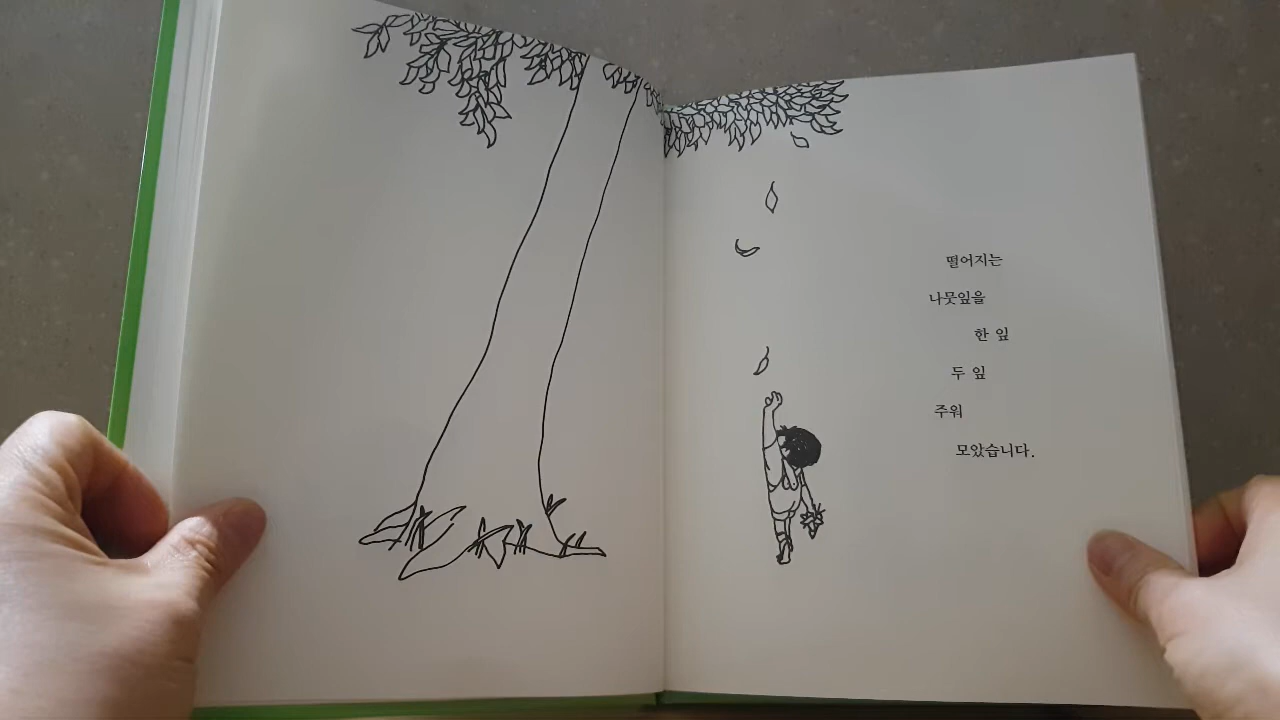 떨어지는
나뭇잎을
한 잎
두 잎
주워
모았습니다.